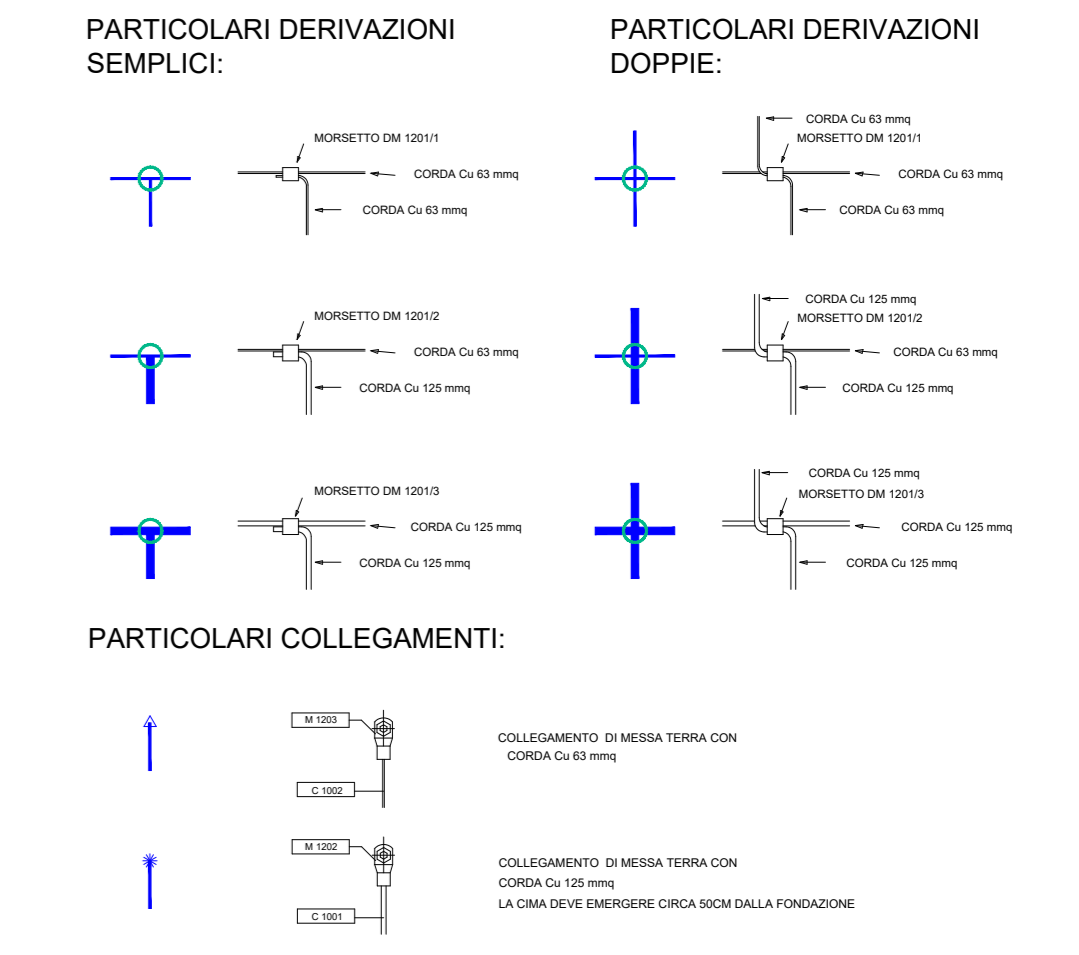 PARTICOLARI DERIVAZIONI
SEMPLICI:
MORSETTO DM 1201/1
CORDA Cu 63 mmq
CORDA Cu 63 mmq
MORSETTO DM 1201/2
CORDA Cu 63 mmq
CORDA Cu 125 mmq
MORSETTO DM 1201/3
CORDA Cu 125 mmq
CORDA Cu 125 mmq
PARTICOLARI DERIVAZIONI
DOPPIE:
CORDA Cu 63 mmq
MORSETTO DM 1201/1
CORDA Cu 63 mmq
CORDA Cu 63 mmq
CORDA Cu 125 mmq
MORSETTO DM 1201/2
CORDA Cu 63 mmq
CORDA Cu 125 mmq
CORDA Cu 125 mmq
MORSETTO DM 1201/3
CORDA Cu 125 mmq
CORDA Cu 125 mmq
PARTICOLARI COLLEGAMENTI:
M 1203
C 1002
COLLEGAMENTO DI MESSA TERRA CON
CORDA Cu 63 mmq
M 1202
C 1001
COLLEGAMENTO DI MESSA TERRA CON
CORDA Cu 125 mmq
LA CIMA DEVE EMERGERE CIRCA 50CM DALLA FONDAZIONE